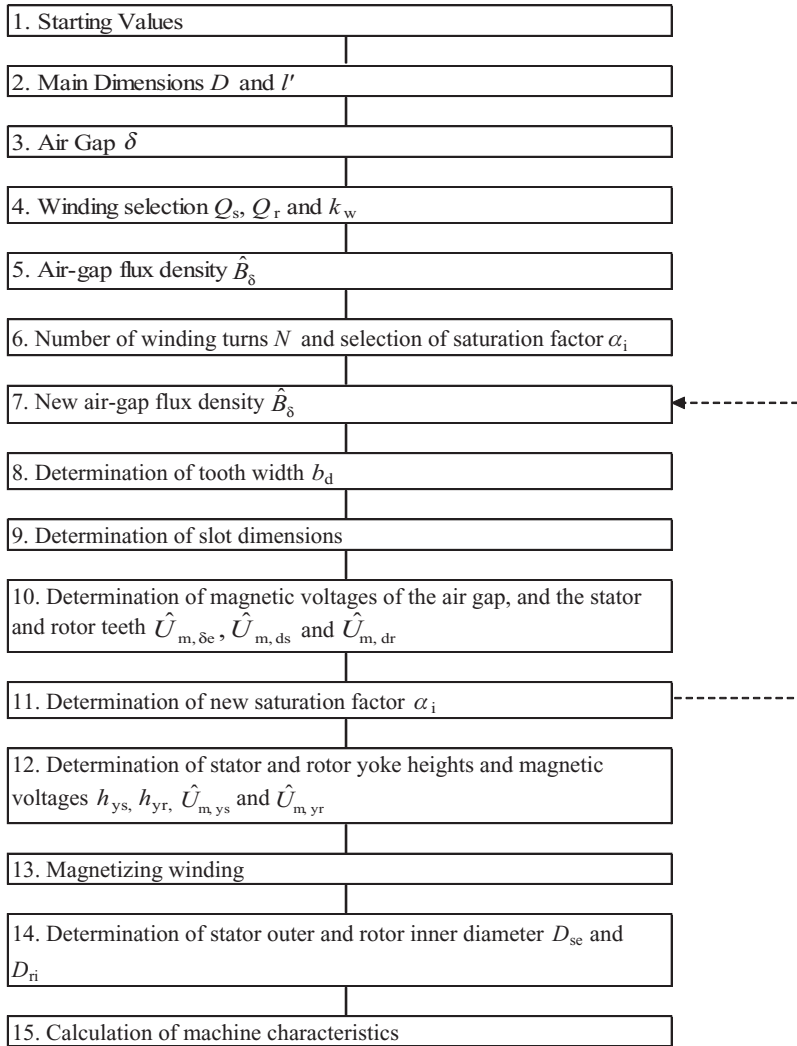 1. Starting Values
2. Main Dimensions D and l′
3. Air Gap δ
4. Winding selection Q_s, Q_r and k_w
5. Air-gap flux density B̂_δ
6. Number of winding turns N and selection of saturation factor α_i
7. New air-gap flux density B̂_δ
8. Determination of tooth width b_d
9. Determination of slot dimensions
10. Determination of magnetic voltages of the air gap, and the stator
and rotor teeth Û_m,δe, Û_m,ds and Û_m,dr
11. Determination of new saturation factor α_i
12. Determination of stator and rotor yoke heights and magnetic
voltages h_ys, h_yr, Û_m,ys and Û_m,yr
13. Magnetizing winding
14. Determination of stator outer and rotor inner diameter D_se and
D_ri
15. Calculation of machine characteristics